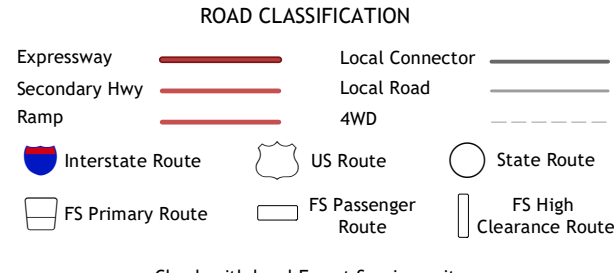 ROAD CLASSIFICATION
Expressway
Local Connector
Secondary Hwy
Local Road
Ramp
4WD
Interstate Route
US Route
State Route
FS Primary Route
FS Passenger
Route
FS High
Clearance Route